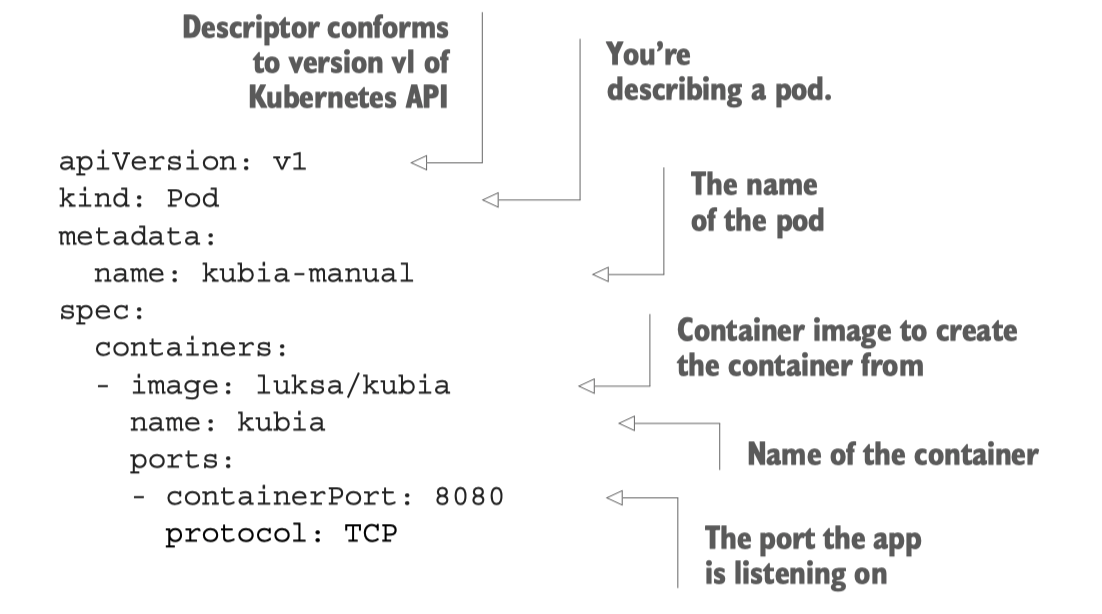 Descriptor conforms
to version vl of
Kubernetes API
You're
describing a pod.
apiVersion: v1
kind: Pod
The name
of the pod
metadata:
  name: kubia-manual
spec:
Container image to create
the container from
  containers:
  - image: luksa/kubia
    name: kubia
Name of the container
    ports:
    - containerPort: 8080
      protocol: TCP
The port the app
is listening on